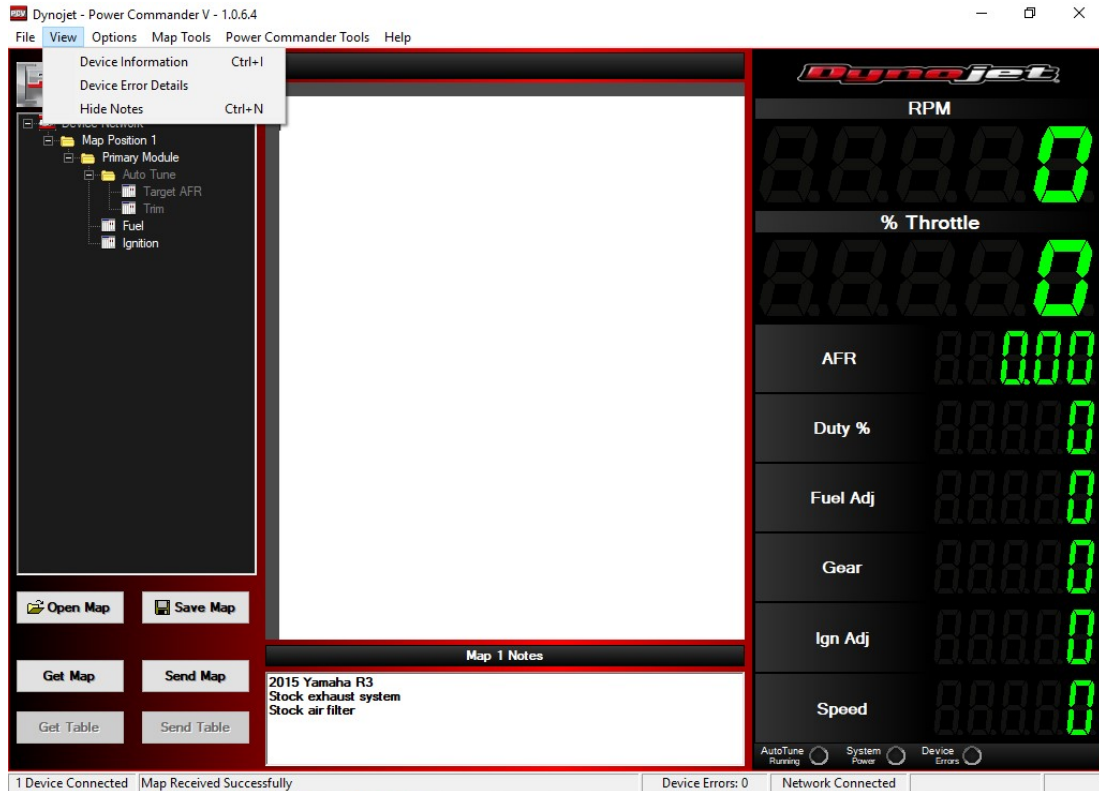 Dynojet - Power Commander V - 1.0.6.4
File View Options Map Tools Power Commander Tools Help
Device Information Ctrl+I
Device Error Details
Hide Notes Ctrl+N
Device Network
Map Position 1
Primary Module
Auto Tune
Target AFR
Trim
Fuel
Ignition
Open Map Save Map
Get Map Send Map
Get Table Send Table
Map 1 Notes
2015 Yamaha R3
Stock exhaust system
Stock air filter
Dynojet
RPM
0
% Throttle
0
AFR 0.00
Duty % 0
Fuel Adj 0
Gear 0
Ign Adj 0
Speed 0
AutoTune Running System Power Device Errors
1 Device Connected Map Received Successfully Device Errors: 0 Network Connected